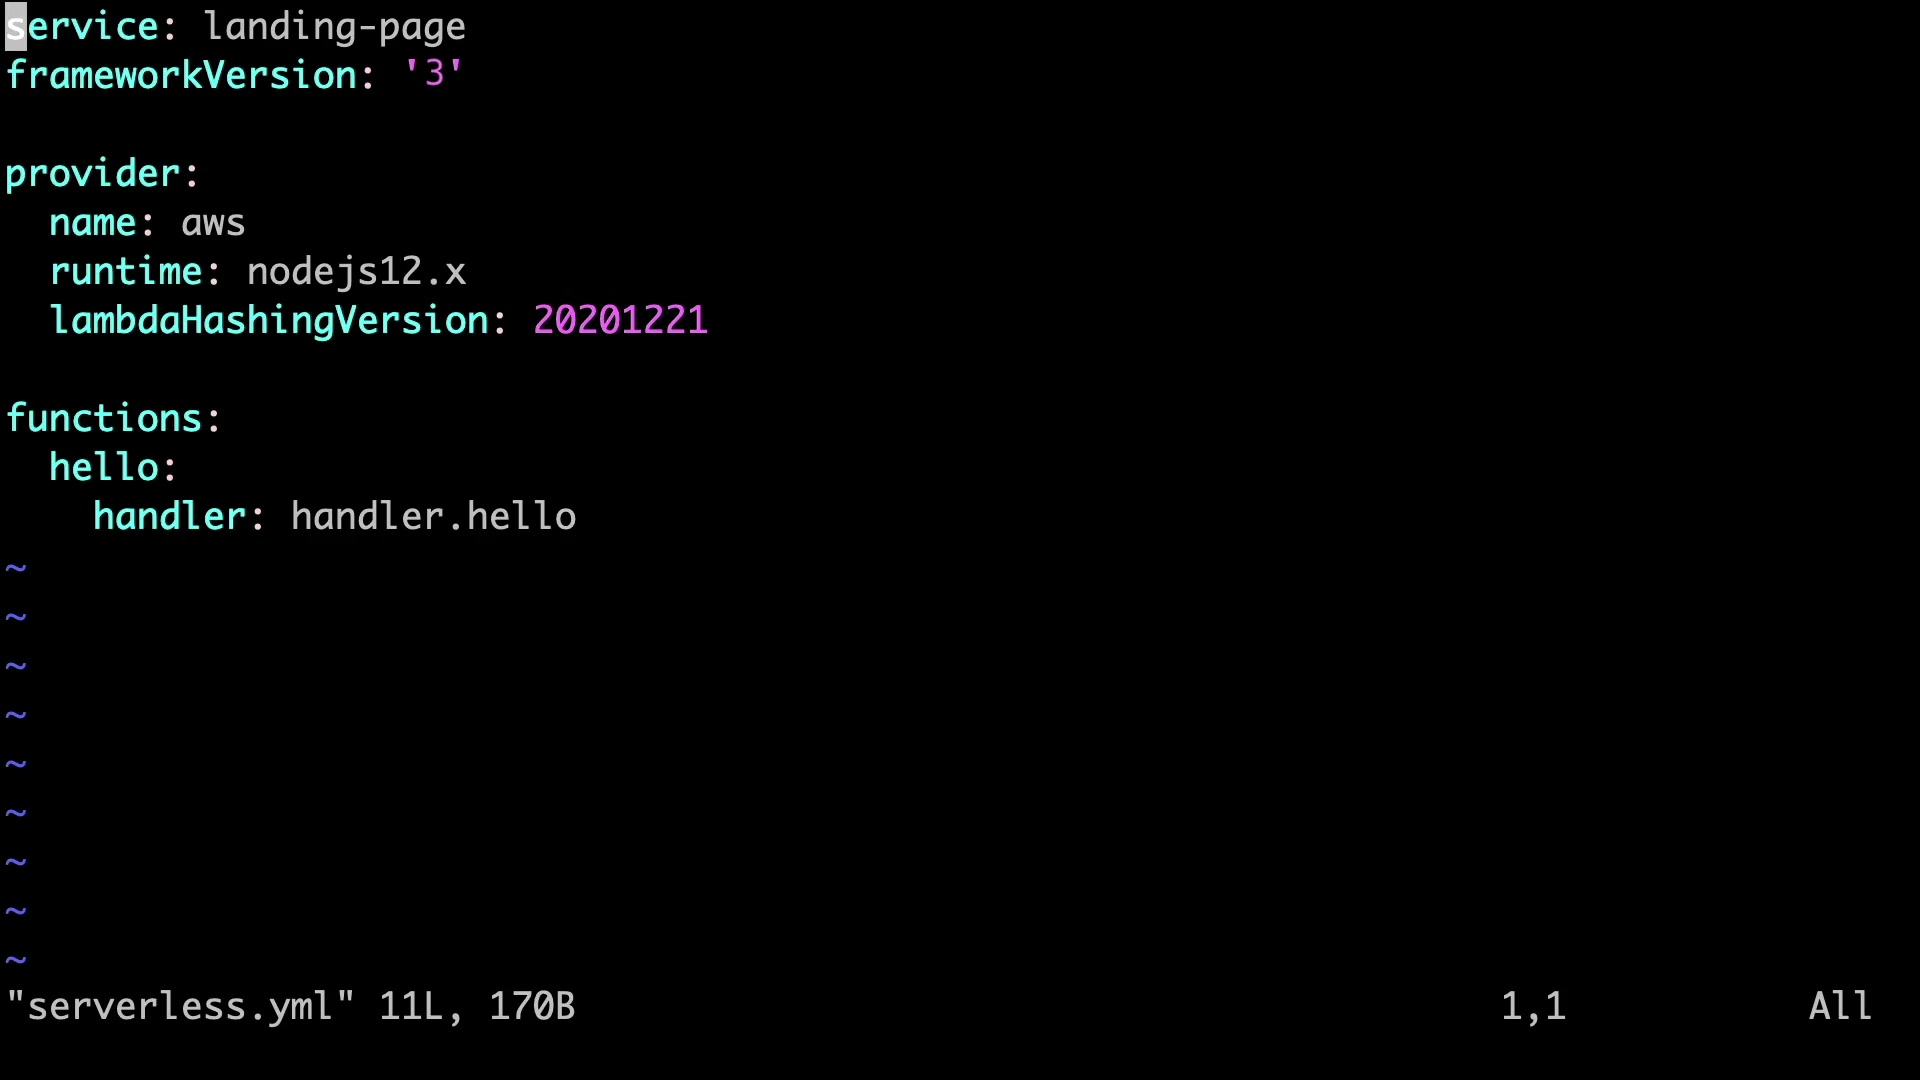 service: landing-page
frameworkVersion: '3'

provider:
  name: aws
  runtime: nodejs12.x
  lambdaHashingVersion: 20201221

functions:
  hello:
    handler: handler.hello
~
~
~
~
~
~
~
~
~
"serverless.yml" 11L, 170B 1,1 All